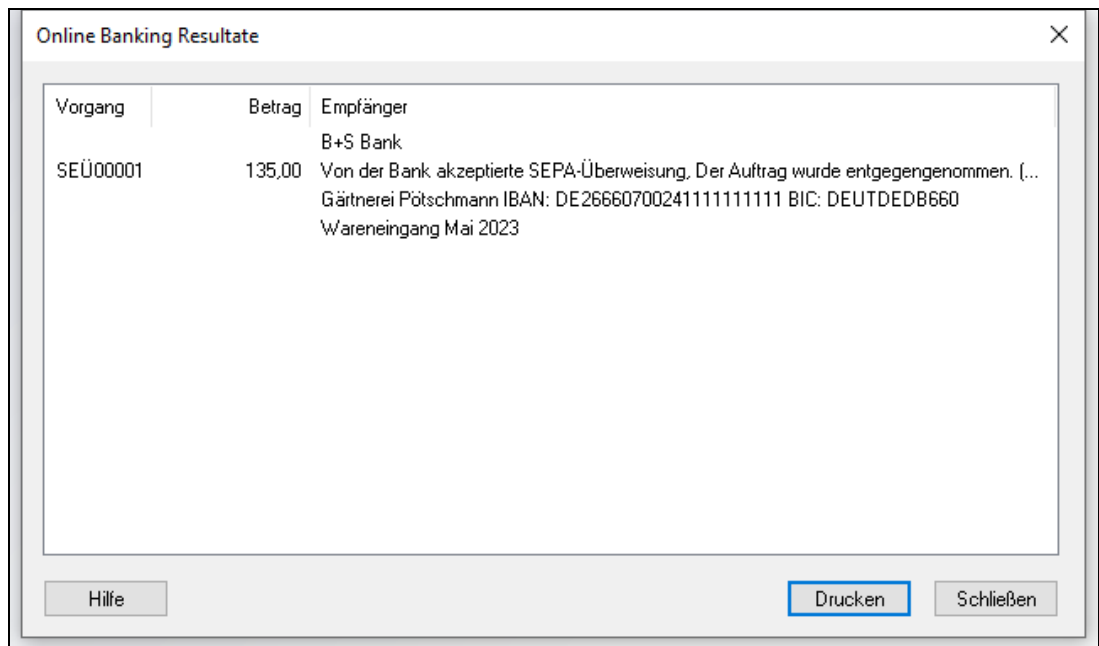 Online Banking Resultate
Vorgang Betrag Empfänger
B+S Bank
SEÜ00001 135,00 Von der Bank akzeptierte SEPA-Überweisung, Der Auftrag wurde entgegengenommen. (...
Gärtnerei Pötschmann IBAN: DE26660700241111111111 BIC: DEUTDEDB660
Wareneingang Mai 2023
Hilfe Drucken Schließen